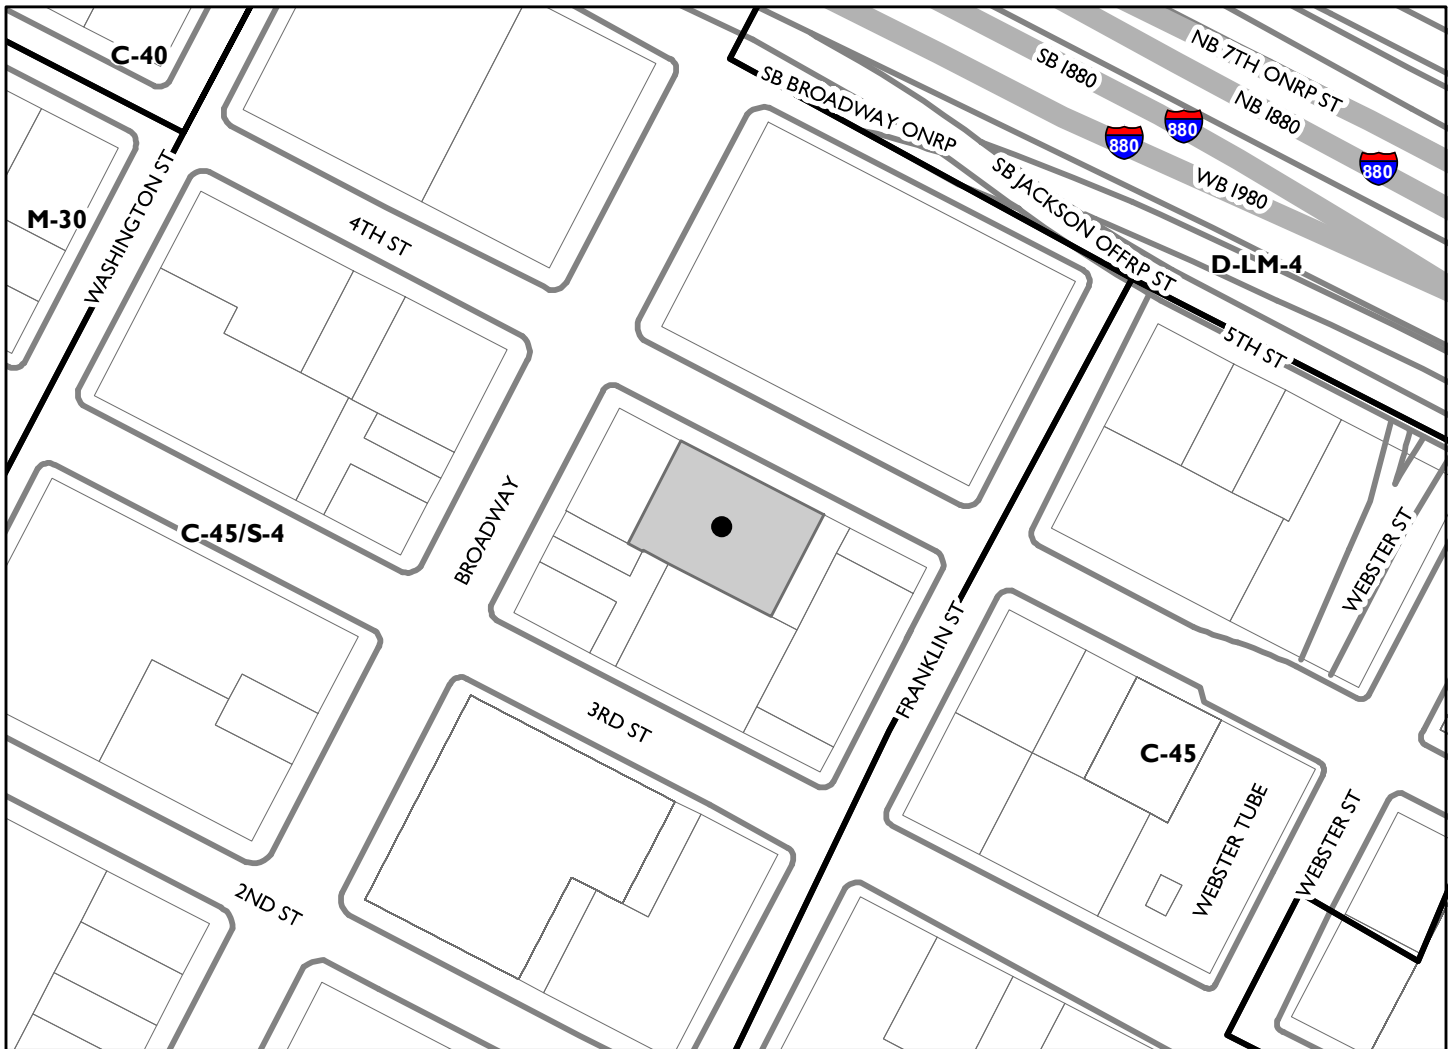 C-40
NB 7TH ONRP ST
SB I880
SB BROADWAY ONRP
NB I880
880
880
880
SB JACKSON OFFRP ST
WB I980
WASHINGTON ST
M-30
4TH ST
D-LM-4
5TH ST
C-45/S-4
BROADWAY
WEBSTER ST
FRANKLIN ST
3RD ST
C-45
WEBSTER TUBE
WEBSTER ST
2ND ST